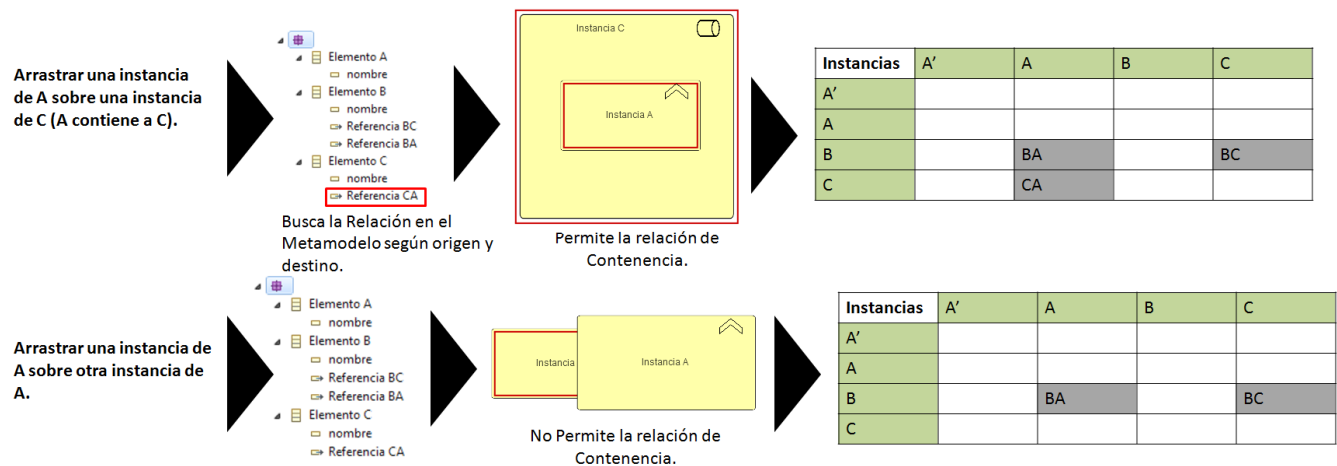 Arrastrar una instancia
de A sobre una instancia
de C (A contiene a C).
Elemento A
nombre
Elemento B
nombre
Referencia BC
Referencia BA
Elemento C
nombre
Referencia CA
Busca la Relación en el
Metamodelo según origen y
destino.
Instancia C
Instancia A
Permite la relación de
Contenencia.
Instancias A’ A B C
A’
A
B BA BC
C CA
Arrastrar una instancia de
A sobre otra instancia de
A.
Elemento A
nombre
Elemento B
nombre
Referencia BC
Referencia BA
Elemento C
nombre
Referencia CA
Instancia
Instancia A
No Permite la relación de
Contenencia.
Instancias A’ A B C
A’
A
B BA BC
C